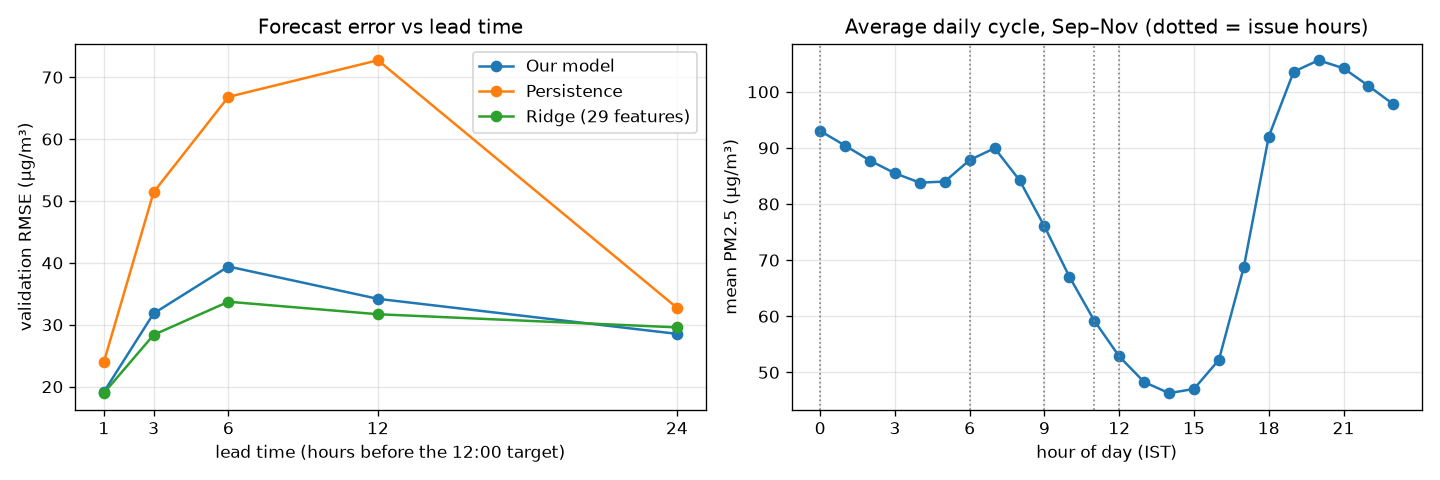 Forecast error vs lead time
validation RMSE (µg/m³)
70
60
50
40
30
20
Our model
Persistence
Ridge (29 features)
1 3 6 12 24
lead time (hours before the 12:00 target)
Average daily cycle, Sep–Nov (dotted = issue hours)
mean PM2.5 (µg/m³)
100
90
80
70
60
50
0 3 6 9 12 15 18 21
hour of day (IST)